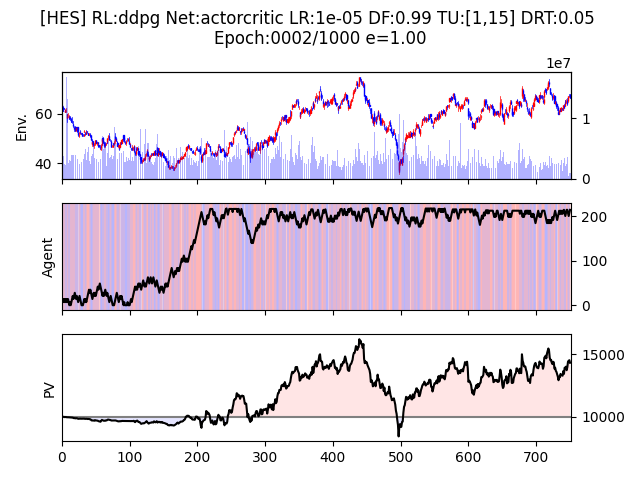 [HES] RL:ddpg Net:actorcritic LR:1e-05 DF:0.99 TU:[1,15] DRT:0.05
Epoch:0002/1000 e=1.00
1e7
Env.
60
40
1
0
Agent
200
100
0
PV
15000
10000
0 100 200 300 400 500 600 700